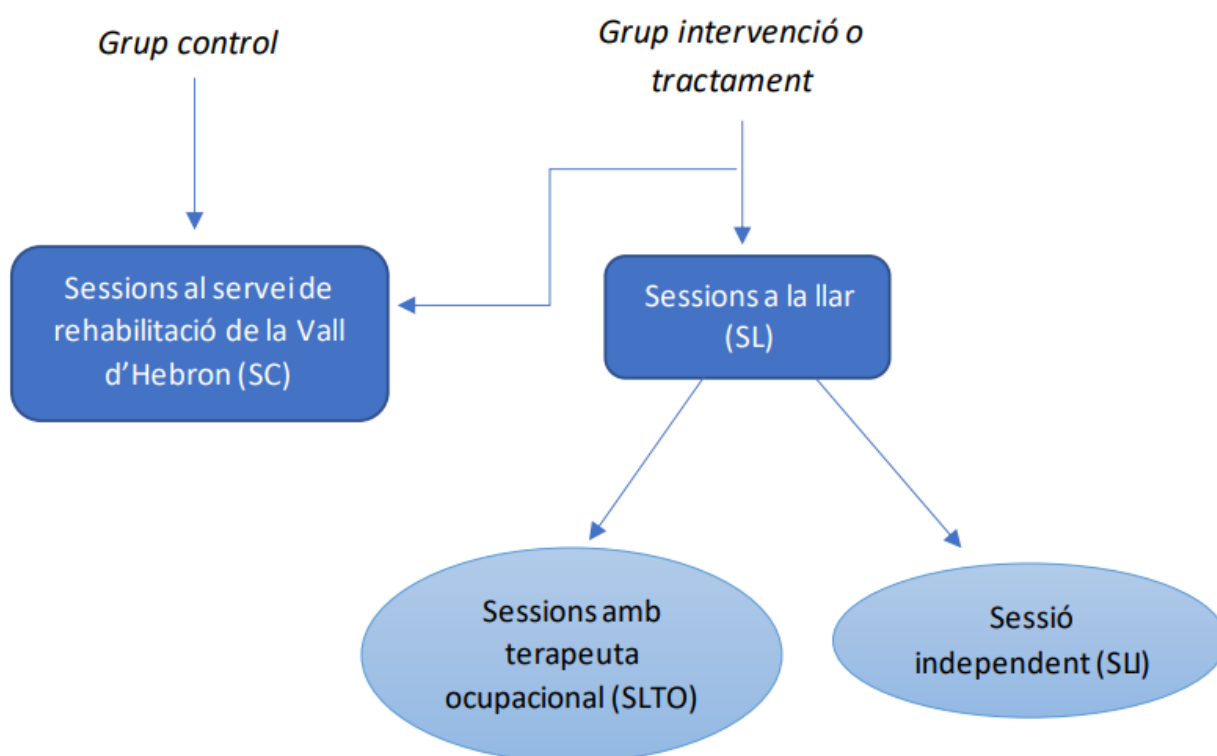 Grup control
Grup intervenció o
tractament
Sessions al servei de
rehabilitació de la Vall
d’Hebron (SC)
Sessions a la llar
(SL)
Sessions amb
terapeuta
ocupacional (SLTO)
Sessió
independent (SLI)